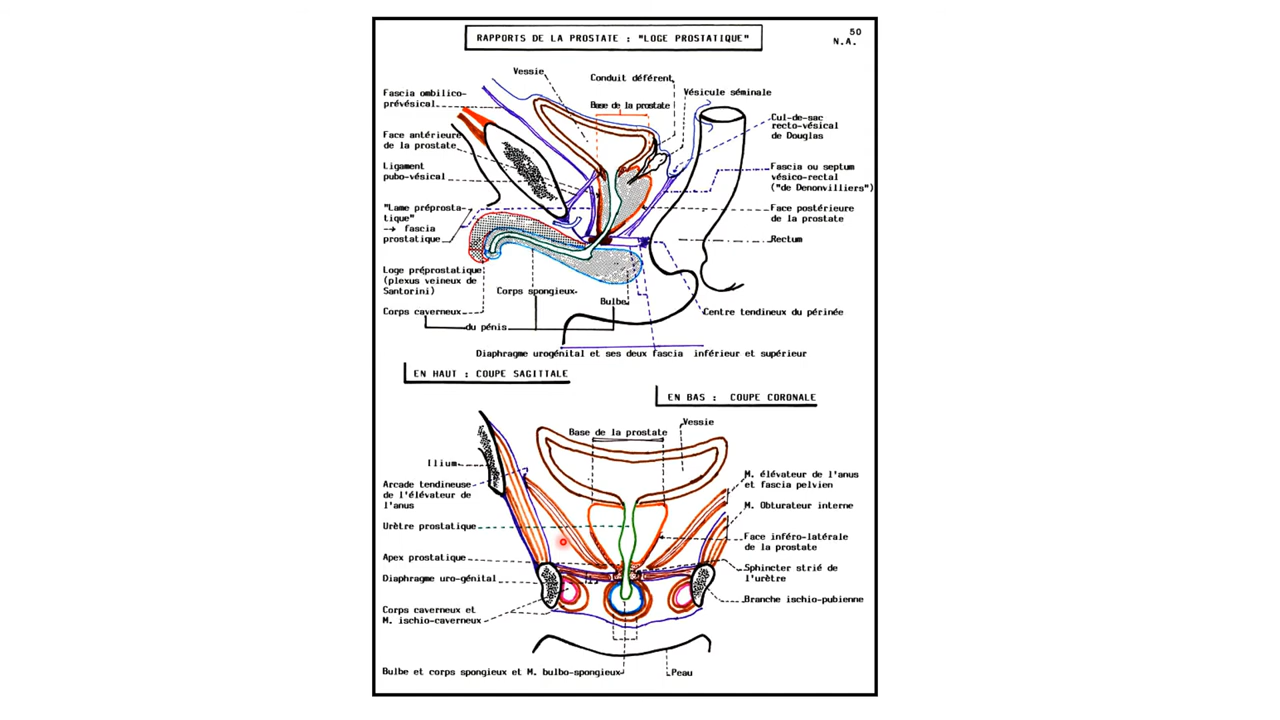 RAPPORTS DE LA PROSTATE : "LOGE PROSTATIQUE"
50
N.A.
Vessie
Conduit déférent
Vésicule séminale
Fascia ombilico-
prévésical
Base de la prostate
Cul-de-sac
recto-vésical
de Douglas
Face antérieure
de la prostate
Ligament
pubo-vésical
Fascia ou septum
vésico-rectal
("de Denonvilliers")
"Lame préprosta-
tique"
→ fascia
prostatique
Face postérieure
de la prostate
Rectum
Loge préprostatique
(plexus veineux de
Santorini)
Corps spongieux
Bulbe
Corps caverneux
Centre tendineux du périnée
du pénis
Diaphragme urogénital et ses deux fascia inférieur et supérieur
EN HAUT : COUPE SAGITTALE
EN BAS : COUPE CORONALE
Vessie
Base de la prostate
Ilium
Arcade tendineuse
de l'élévateur de
l'anus
M. élévateur de l'anus
et fascia pelvien
M. Obturateur interne
Urètre prostatique
Face inféro-latérale
de la prostate
Apex prostatique
Sphincter strié de
l'urètre
Diaphragme uro-génital
Branche ischio-pubienne
Corps caverneux et
M. ischio-caverneux
Bulbe et corps spongieux et M. bulbo-spongieux
Peau